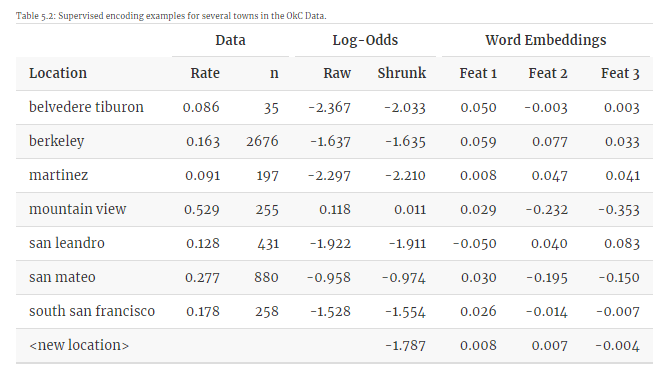 Table 5.2: Supervised encoding examples for several towns in the OkC Data.
Data Log-Odds Word Embeddings
Location Rate n Raw Shrunk Feat 1 Feat 2 Feat 3
belvedere tiburon 0.086 35 -2.367 -2.033 0.050 -0.003 0.003
berkeley 0.163 2676 -1.637 -1.635 0.059 0.077 0.033
martinez 0.091 197 -2.297 -2.210 0.008 0.047 0.041
mountain view 0.529 255 0.118 0.011 0.029 -0.232 -0.353
san leandro 0.128 431 -1.922 -1.911 -0.050 0.040 0.083
san mateo 0.277 880 -0.958 -0.974 0.030 -0.195 -0.150
south san francisco 0.178 258 -1.528 -1.554 0.026 -0.014 -0.007
<new location> -1.787 0.008 0.007 -0.004